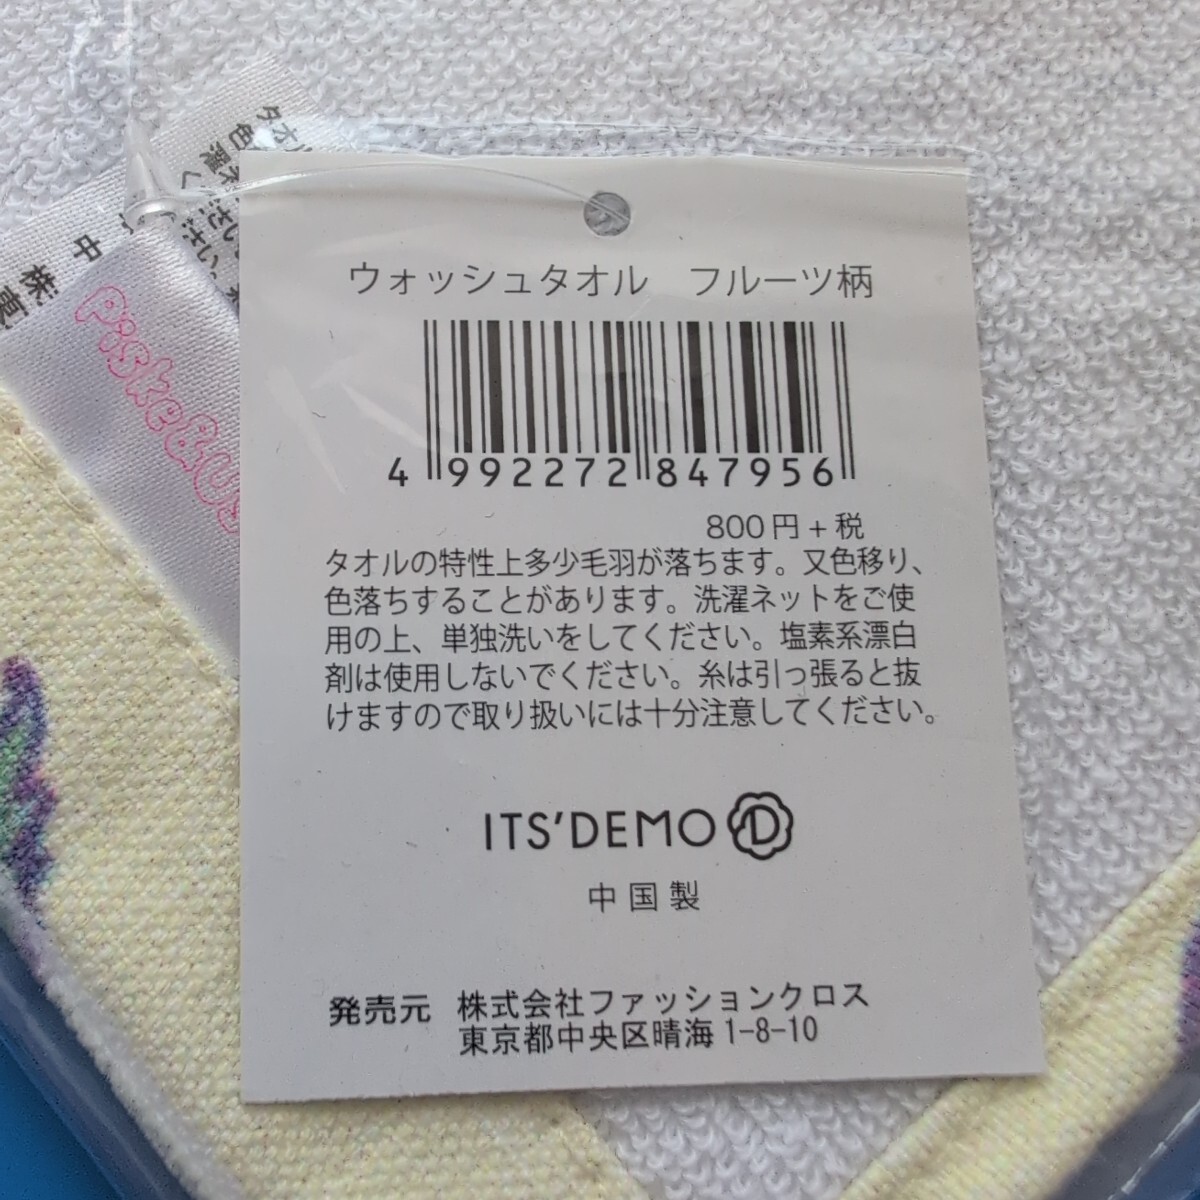 ウォッシュタオル フルーツ柄
4 992272 847956
800円+税
タオルの特性上多少毛羽が落ちます。又色移り、
色落ちすることがあります。洗濯ネットをご使
用の上、単独洗いをしてください。塩素系漂白
剤は使用しないでください。糸は引っ張ると抜
けますので取り扱いには十分注意してください。
ITS'DEMO D
中国製
発売元 株式会社ファッションクロス
東京都中央区晴海1-8-10
Piske&us
タオル
中
株